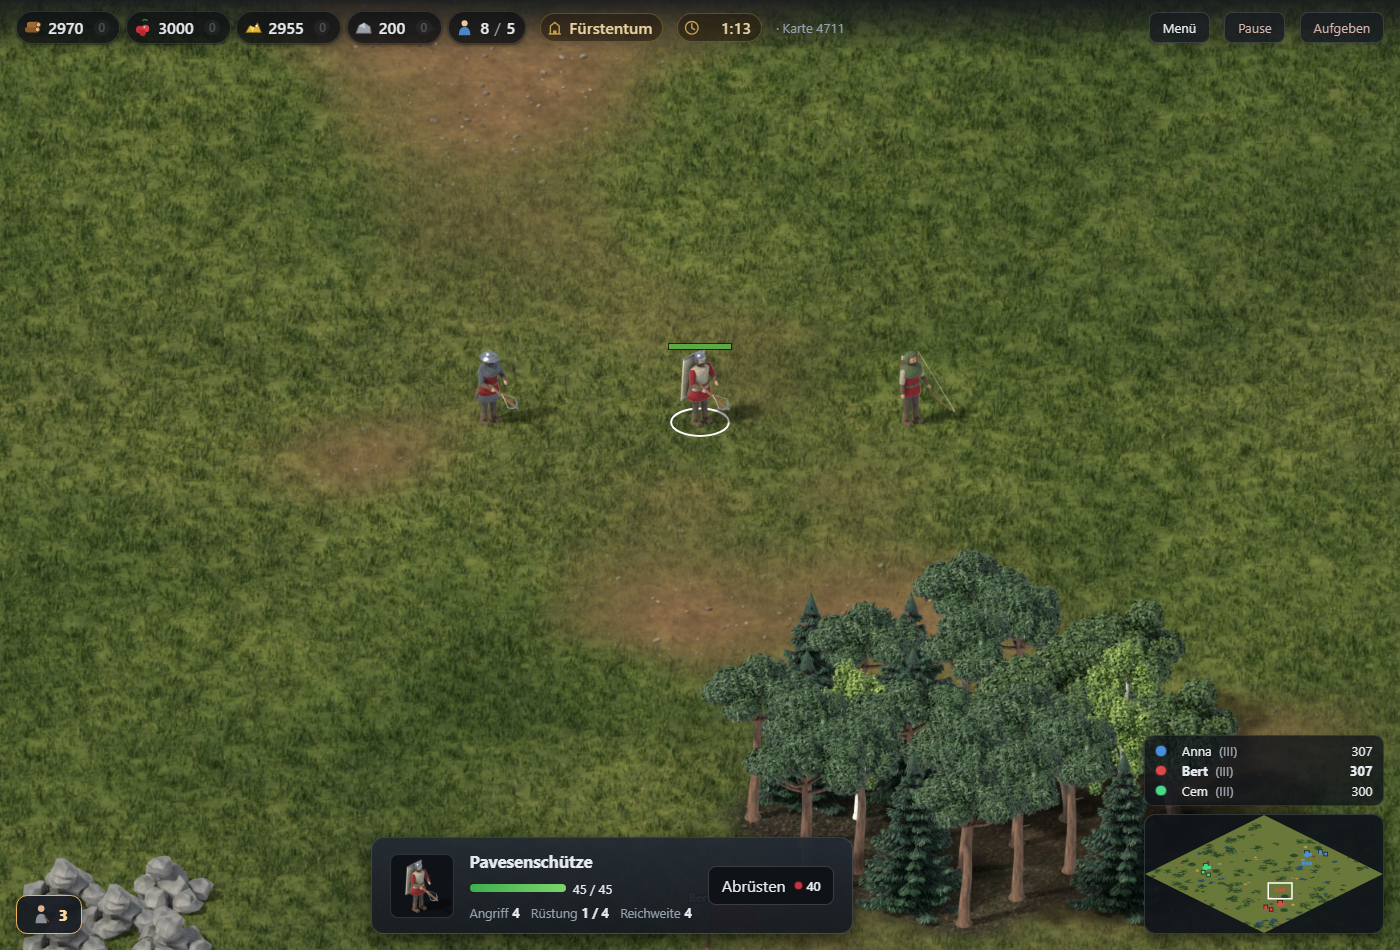 2970 0 3000 0 2955 0 200 0 8 / 5 Fürstentum 1:13 · Karte 4711 Menü Pause Aufgeben
Anna (III) 307
Bert (III) 307
Cem (III) 300
Pavesenschütze
45 / 45
Angriff 4 Rüstung 1 / 4 Reichweite 4
Abrüsten 40
3